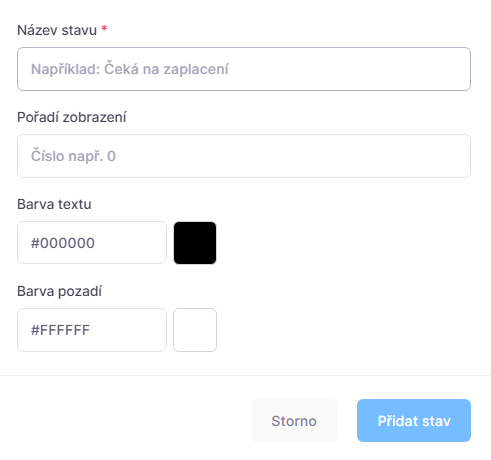 Název stavu *
Například: Čeká na zaplacení
Pořadí zobrazení
Číslo např. 0
Barva textu
#000000
Barva pozadí
#FFFFFF
Storno
Přidat stav